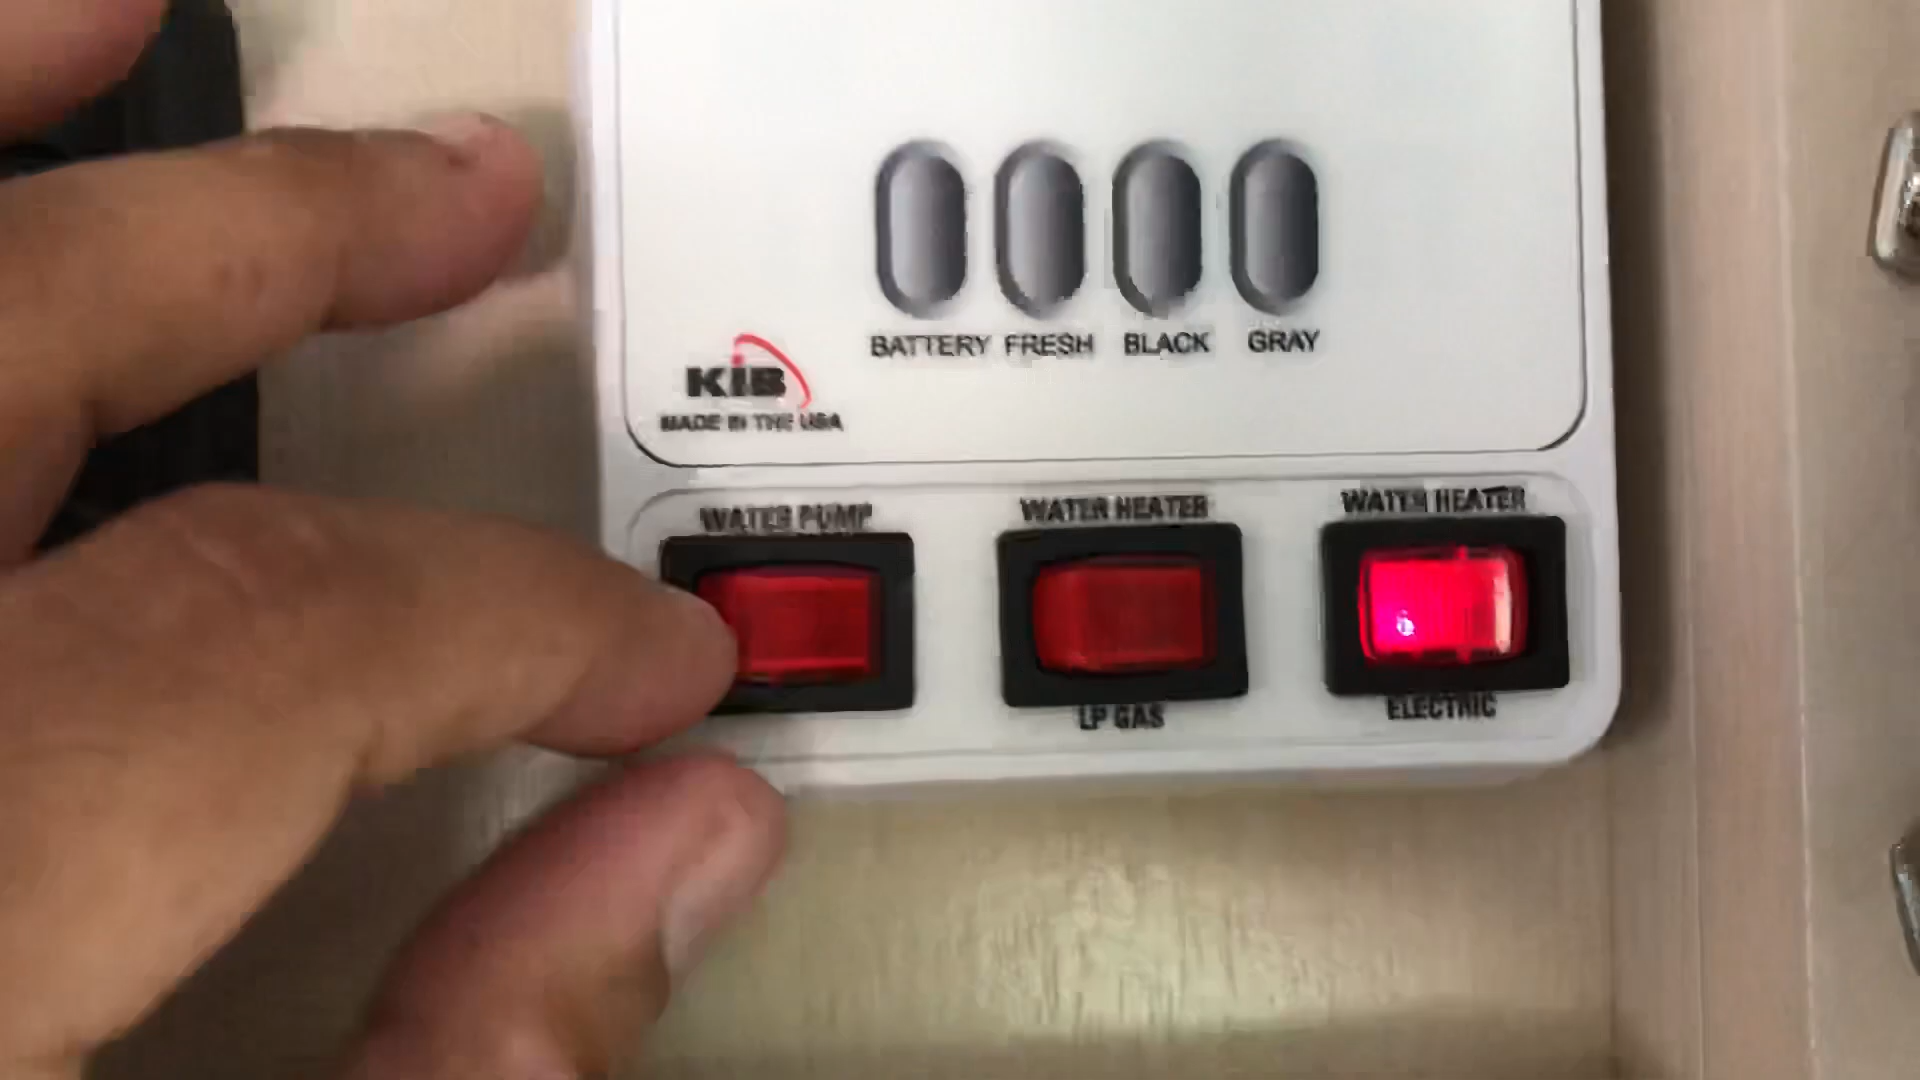 BATTERY FRESH BLACK GRAY
KIB
MADE IN THE USA
WATER PUMP
WATER HEATER
LP GAS
WATER HEATER
ELECTRIC